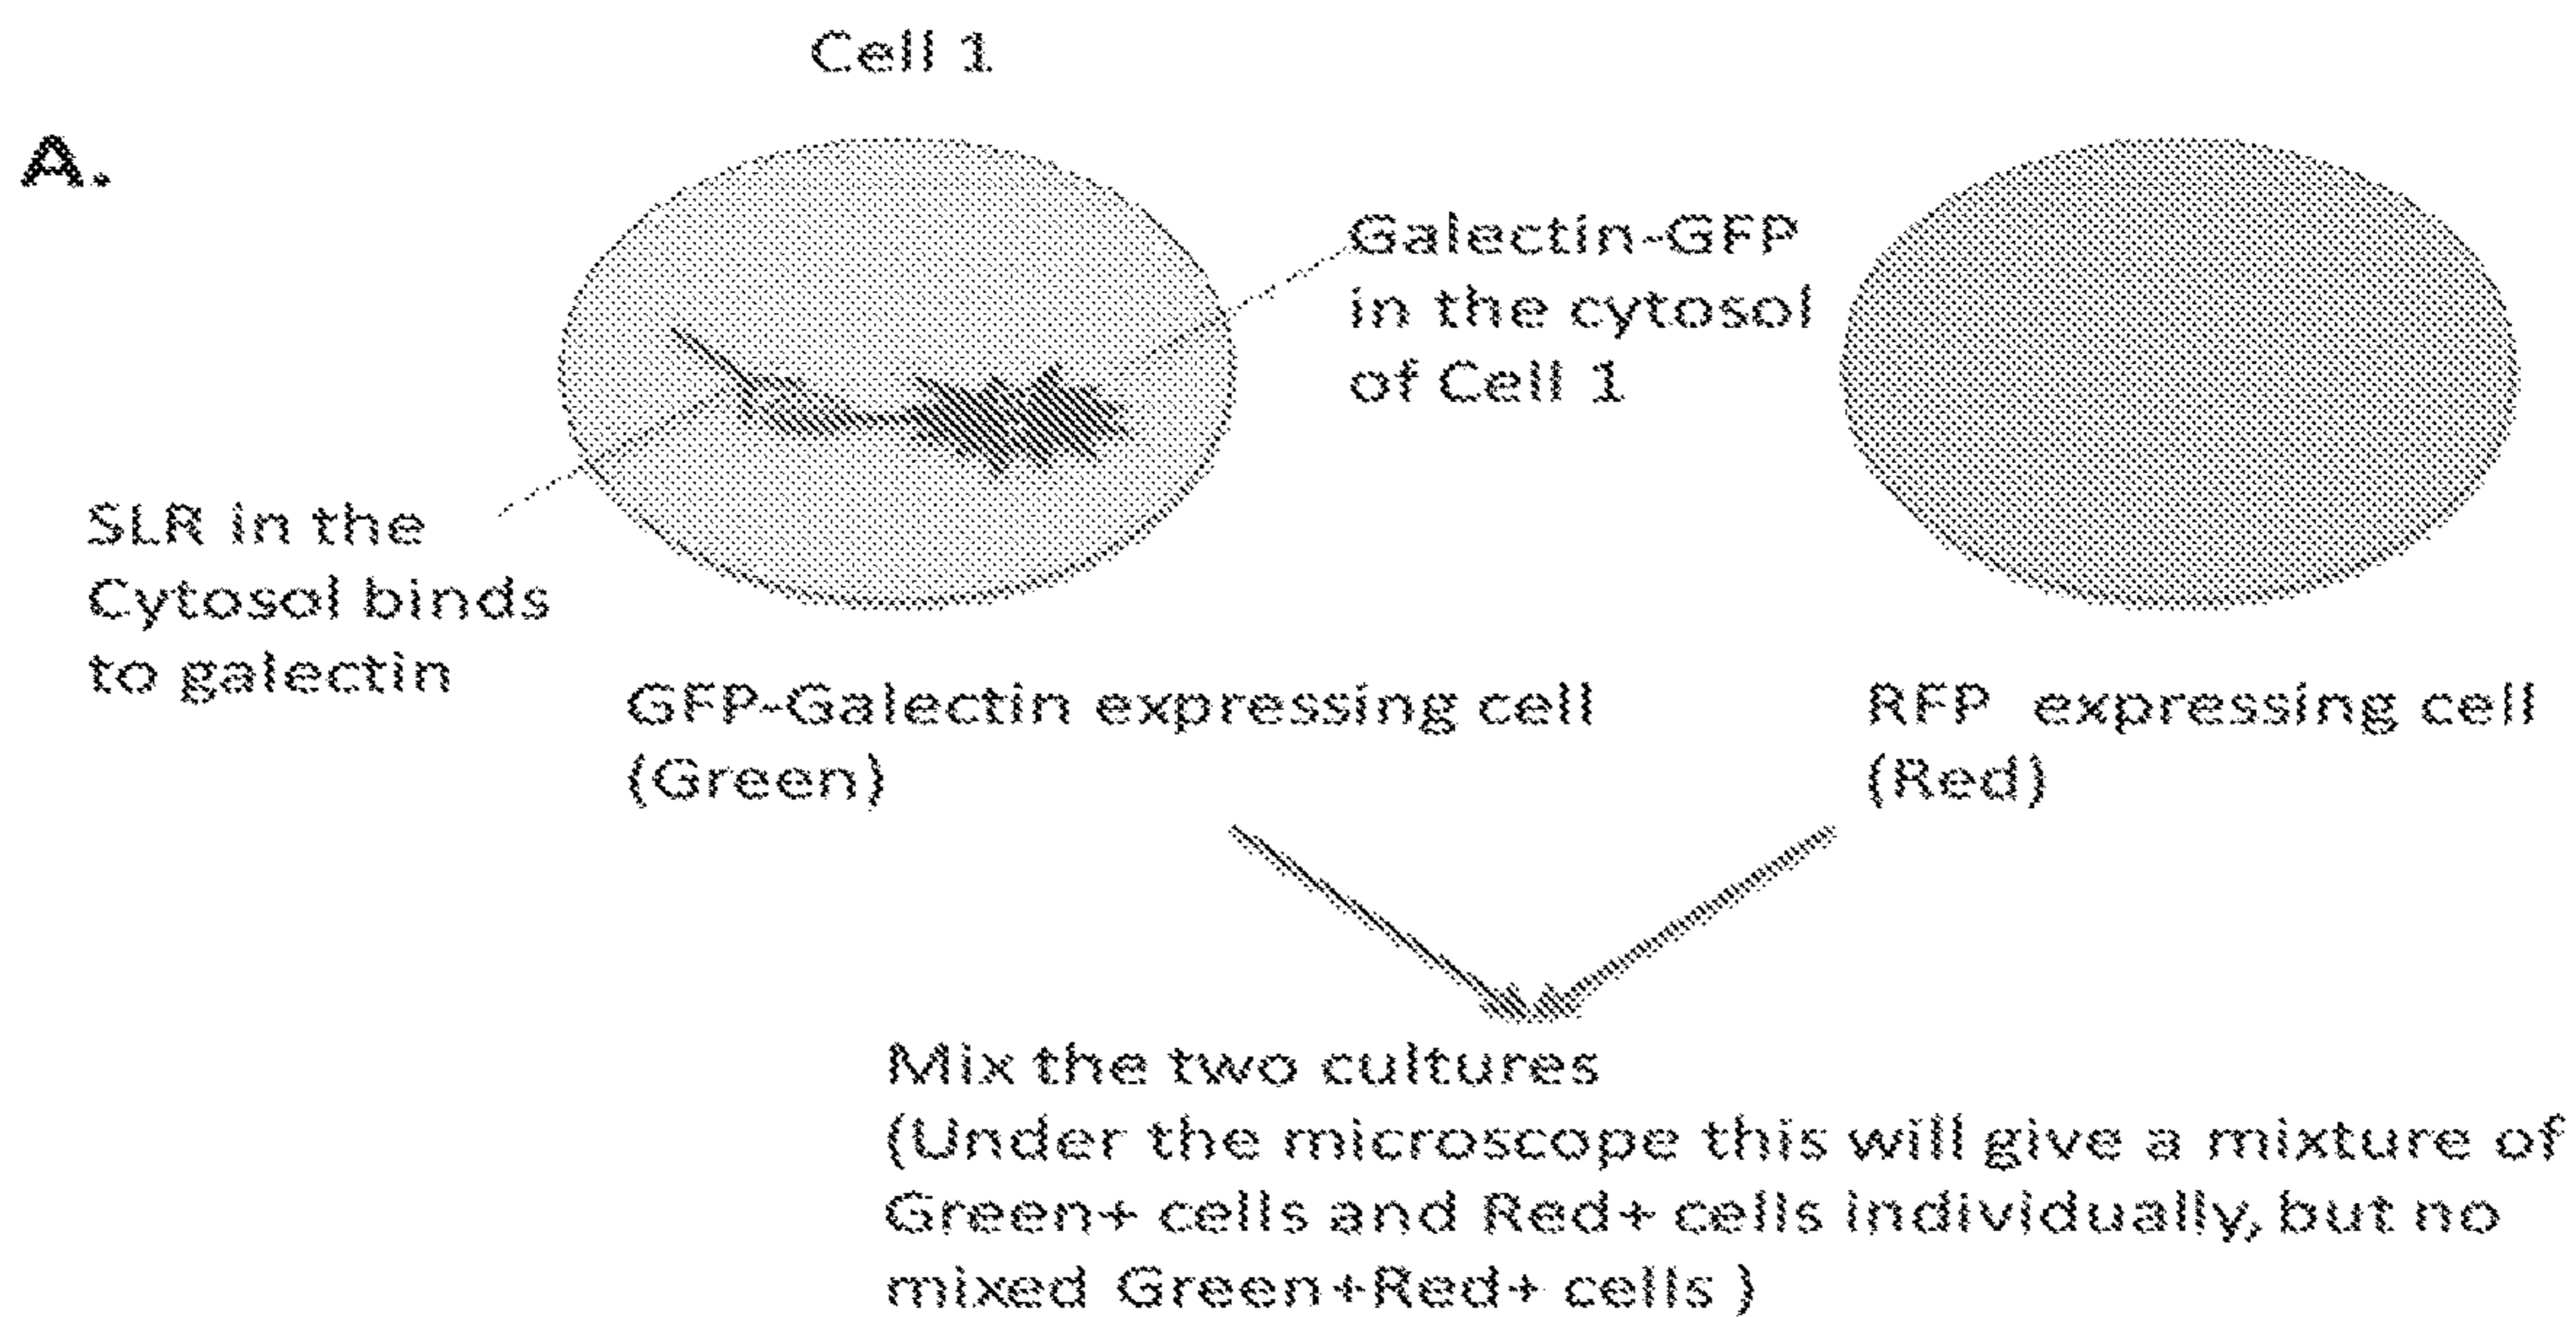 Cell 1
A.
Galectin-GFP
in the cytosol
of Cell 1
SLR in the
Cytosol binds
to galectin
GFP-Galectin expressing cell
(Green)
RFP expressing cell
(Red)
Mix the two cultures
(Under the microscope this will give a mixture of
Green+ cells and Red+ cells individually, but no
mixed Green+Red+ cells )